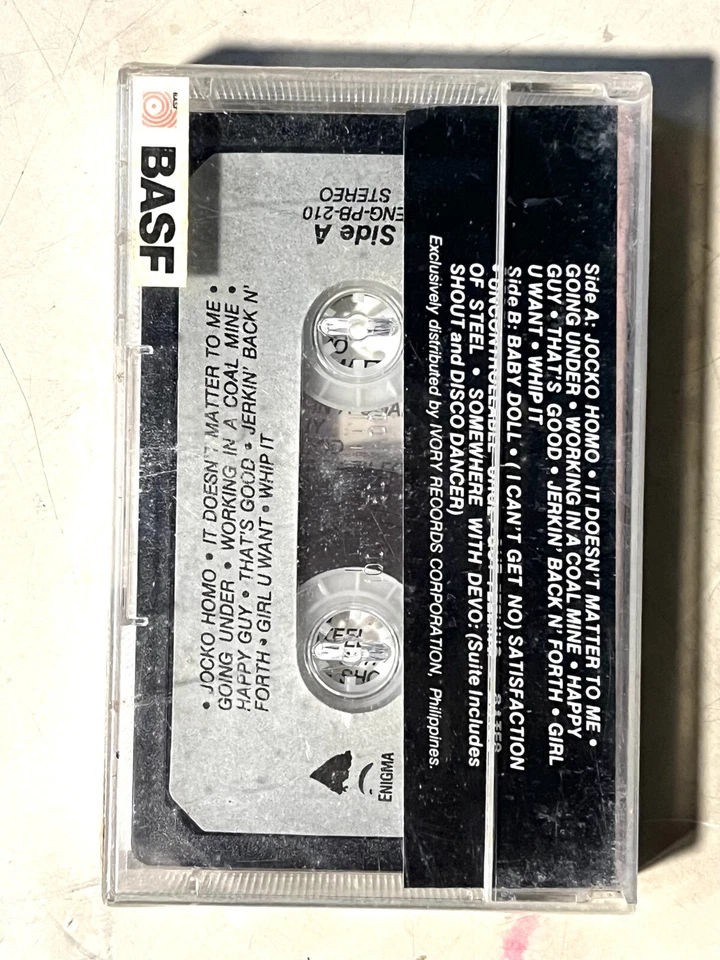 BASF
BASF
STEREO
ENG-PB-210
Side A
• JOCKO HOMO • IT DOESN'T MATTER TO ME •
GOING UNDER • WORKING IN A COAL MINE •
HAPPY GUY • THAT'S GOOD • JERKIN' BACK N'
FORTH • GIRL U WANT • WHIP IT
ENIGMA
Side A: JOCKO HOMO • IT DOESN'T MATTER TO ME •
GOING UNDER • WORKING IN A COAL MINE • HAPPY
GUY • THAT'S GOOD • JERKIN' BACK N' FORTH • GIRL
U WANT • WHIP IT
Side B: BABY DOLL • (I CAN'T GET NO) SATISFACTION
GATES
OF STEEL • SOMEWHERE WITH DEVO: (Suite Includes
SHOUT and DISCO DANCER)
Exclusively distributed by IVORY RECORDS CORPORATION, Philippines.